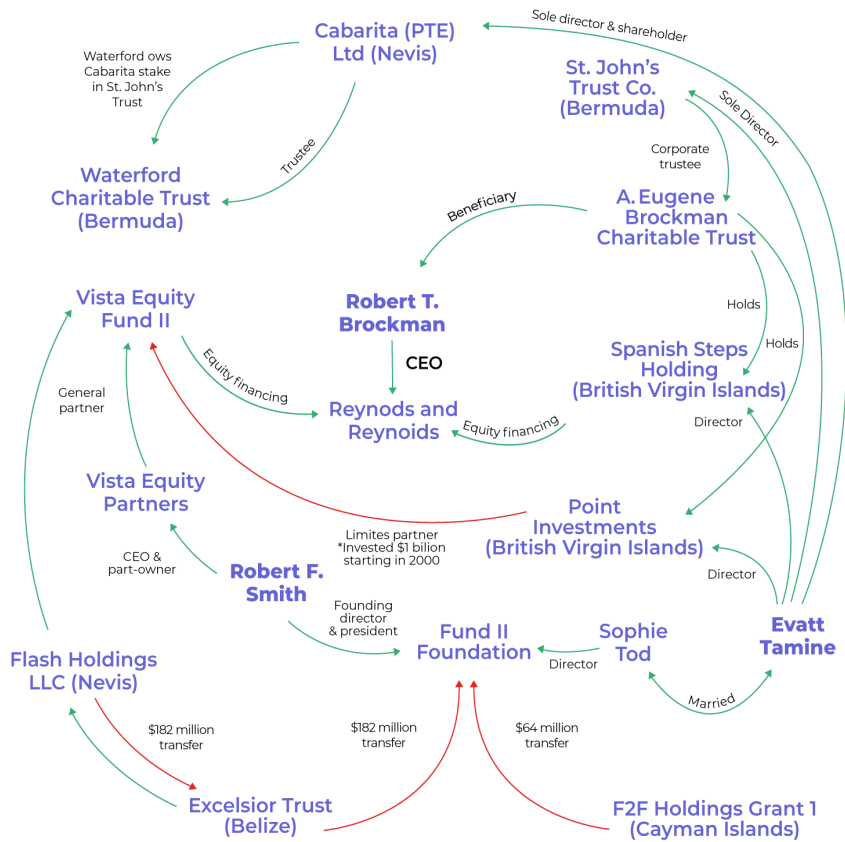 Sole director & shareholder
Cabarita (PTE)
Ltd (Nevis)
Waterford ows
Cabarita stake
in St. John's
Trust
St. John's
Trust Co.
(Bermuda)
Sole Director
Trustee
Corporate
trustee
Waterford
Charitable Trust
(Bermuda)
Beneficiary
A. Eugene
Brockman
Charitable Trust
Vista Equity
Fund II
Robert T.
Brockman
Holds
Holds
CEO
Equity financing
Spanish Steps
Holding
(British Virgin Islands)
General
partner
Reynods and
Reynoids
Equity financing
Director
Vista Equity
Partners
Point
Investments
(British Virgin Islands)
Limites partner
*Invested $1 bilion
starting in 2000
CEO &
part-owner
Robert F.
Smith
Director
Founding
director
& president
Fund II
Foundation
Sophie
Tod
Evatt
Tamine
Director
Flash Holdings
LLC (Nevis)
Married
$182 million
transfer
$182 million
transfer
$64 million
transfer
Excelsior Trust
(Belize)
F2F Holdings Grant 1
(Cayman Islands)